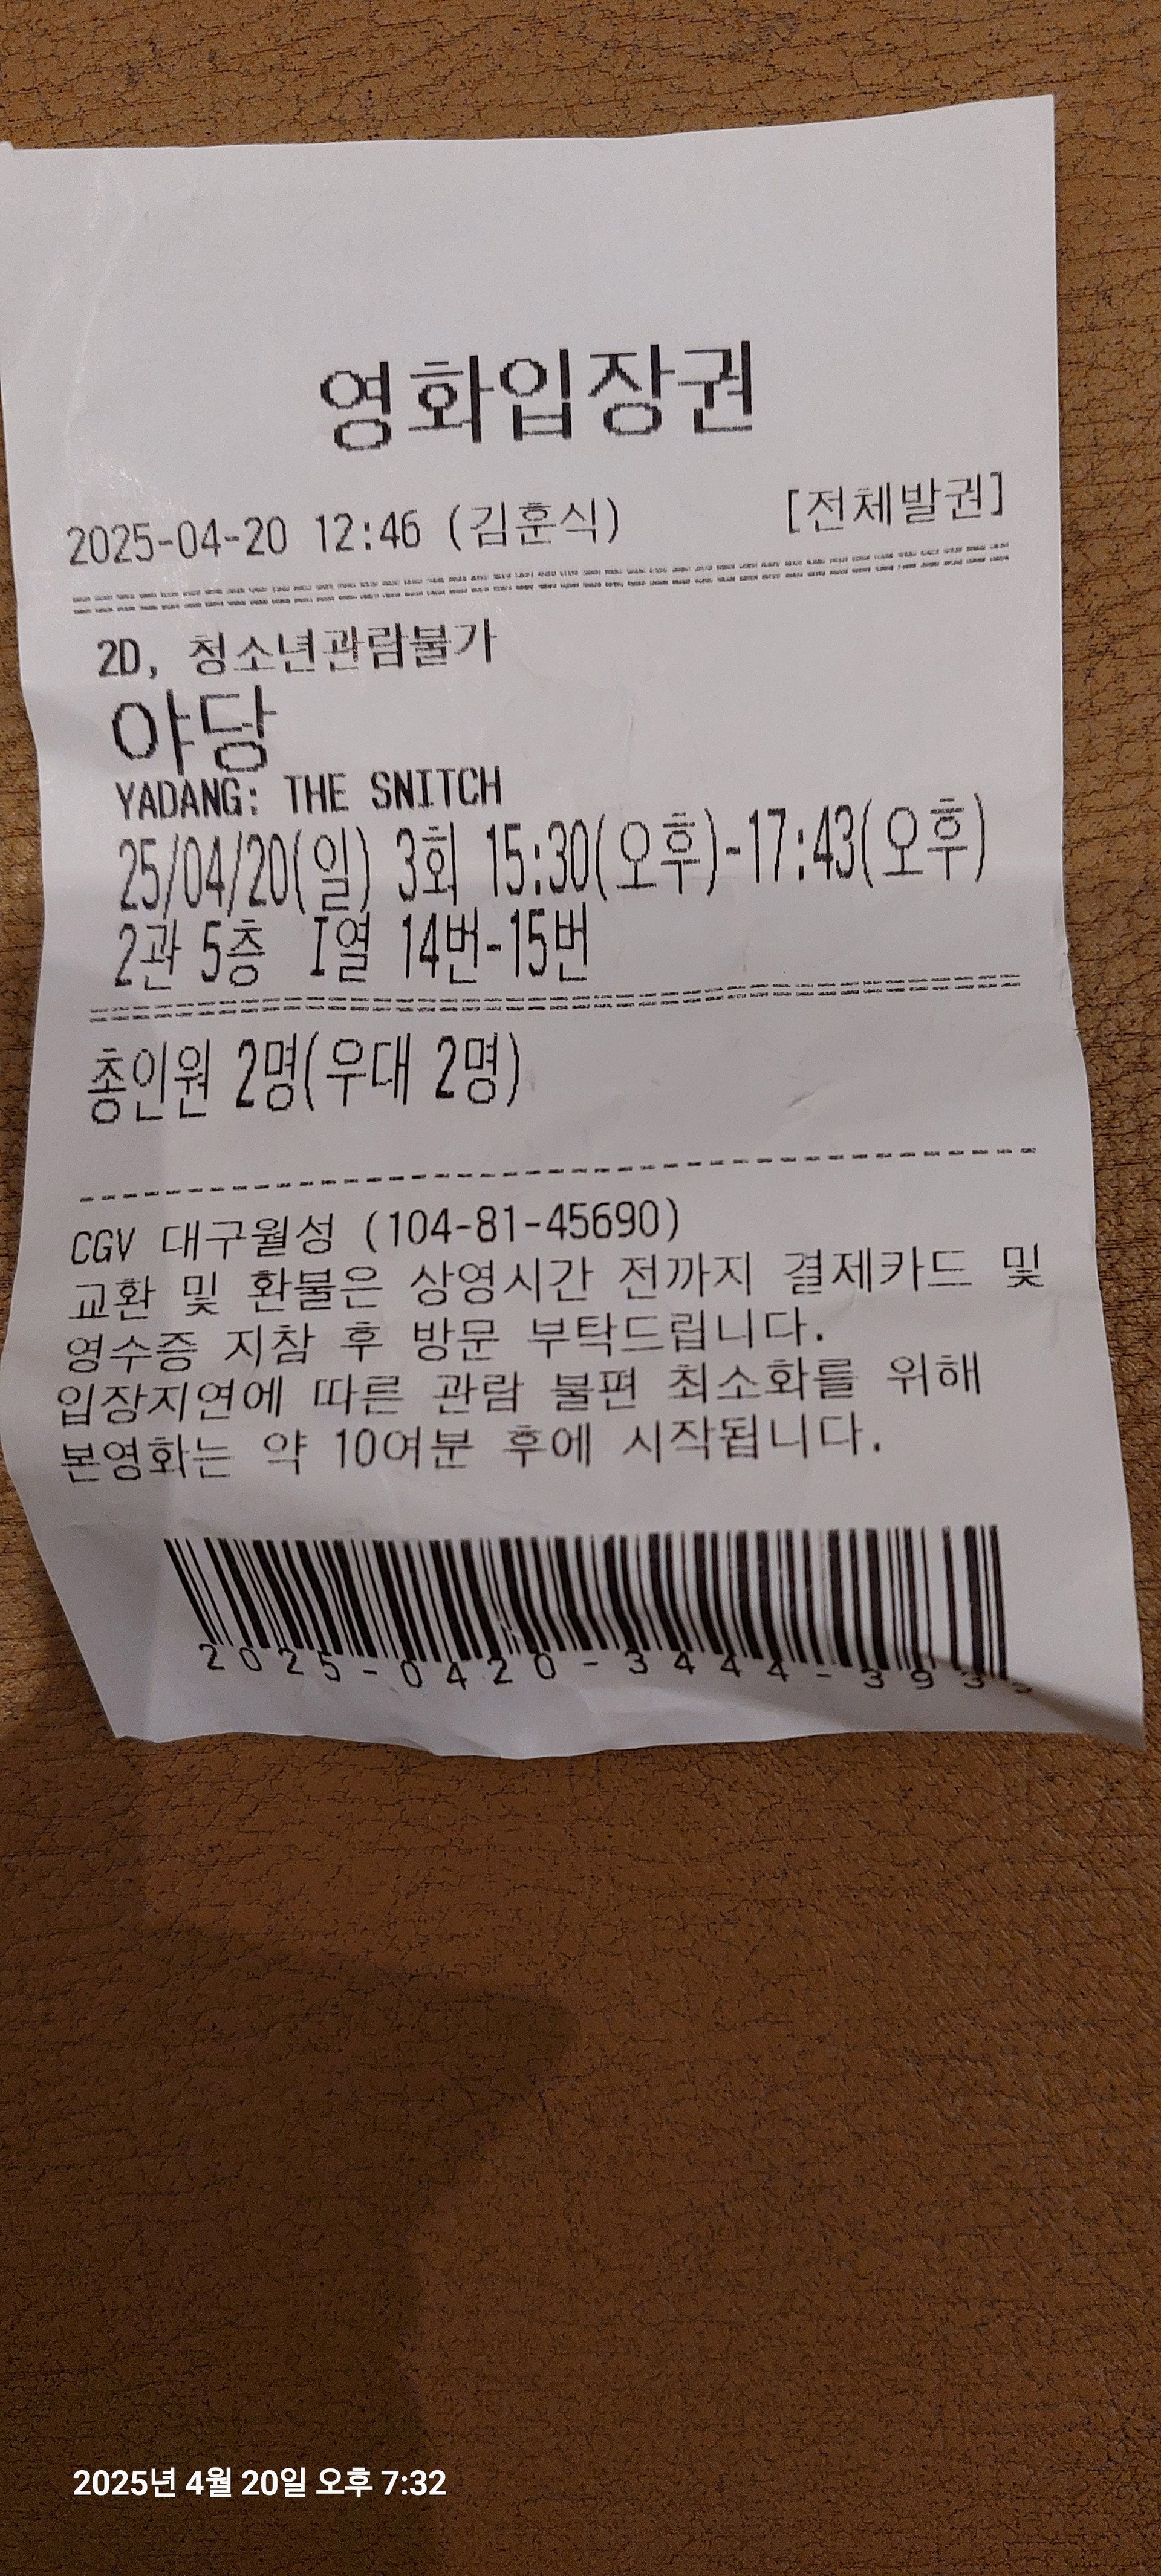 영화입장권
2025-04-20 12:46 (김훈식) [전체발권]
2D, 청소년관람불가
야당
YADANG: THE SNITCH
25/04/20(일) 3회 15:30(오후)-17:43(오후)
2관 5층 I열 14번-15번
총인원 2명(우대 2명)
CGV 대구월성 (104-81-45690)
교환 및 환불은 상영시간 전까지 결제카드 및
영수증 지참 후 방문 부탁드립니다.
입장지연에 따른 관람 불편 최소화를 위해
본영화는 약 10여분 후에 시작됩니다.
2025-0420-3444-393
2025년 4월 20일 오후 7:32